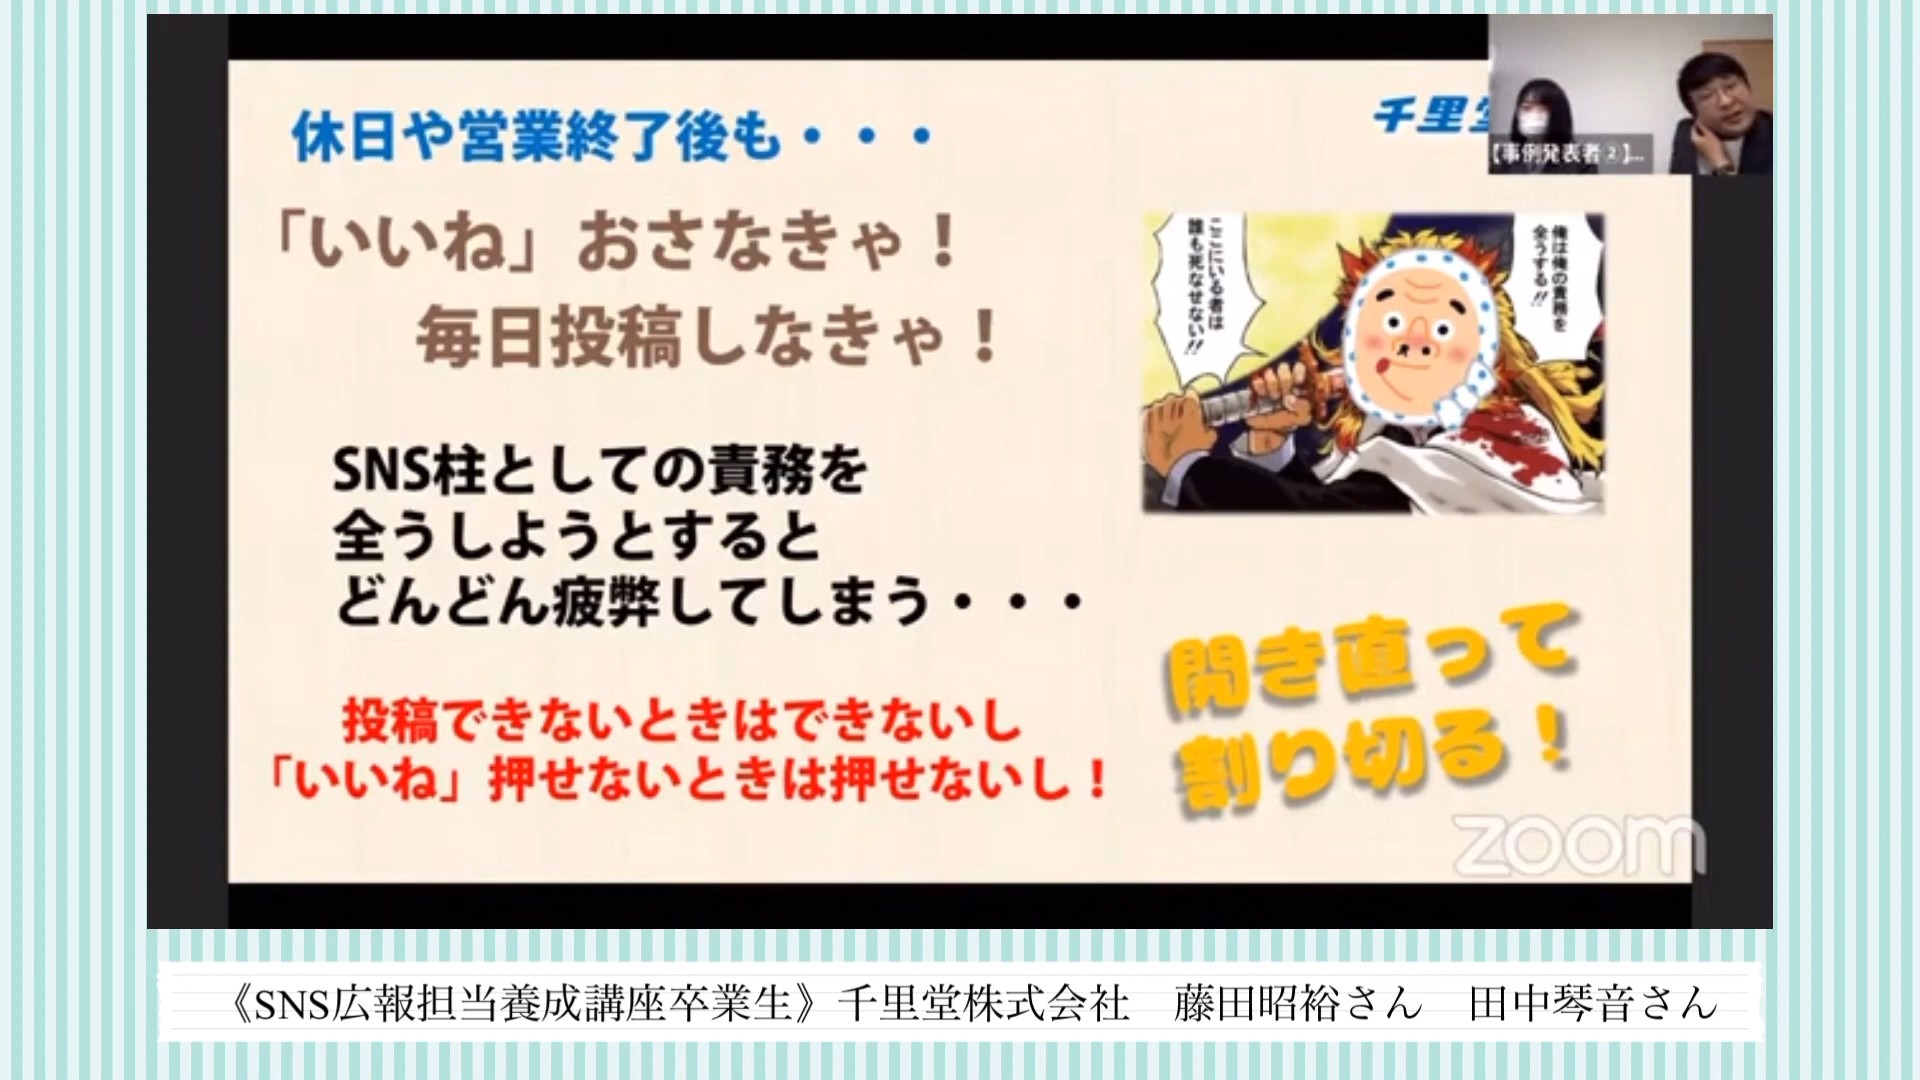 休日や営業終了後も・・・
千里堂
【事例発表者②】...
「いいね」おさなきゃ！
毎日投稿しなきゃ！
俺は俺の責務を
全うする!!
ここにいる者は
誰も死なせない!!
SNS柱としての責務を
全うしようとすると
どんどん疲弊してしまう・・・
開き直って
割り切る！
投稿できないときはできないし
「いいね」押せないときは押せないし！
zoom
《SNS広報担当養成講座卒業生》千里堂株式会社　藤田昭裕さん　田中琴音さん